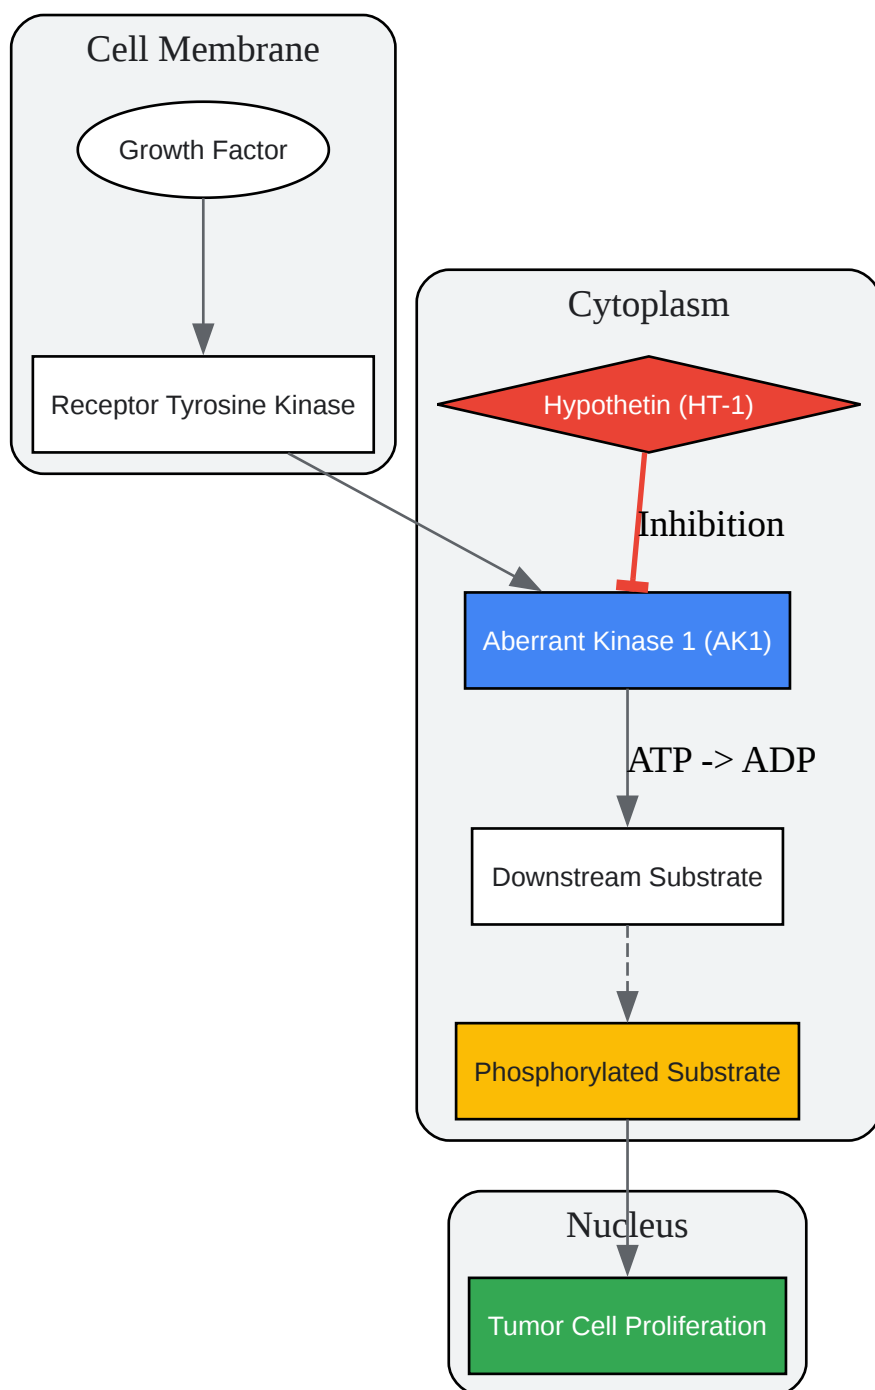 Cell Membrane
Growth Factor
Receptor Tyrosine Kinase
Cytoplasm
Hypothetin (HT-1)
Inhibition
Aberrant Kinase 1 (AK1)
ATP -> ADP
Downstream Substrate
Phosphorylated Substrate
Nucleus
Tumor Cell Proliferation